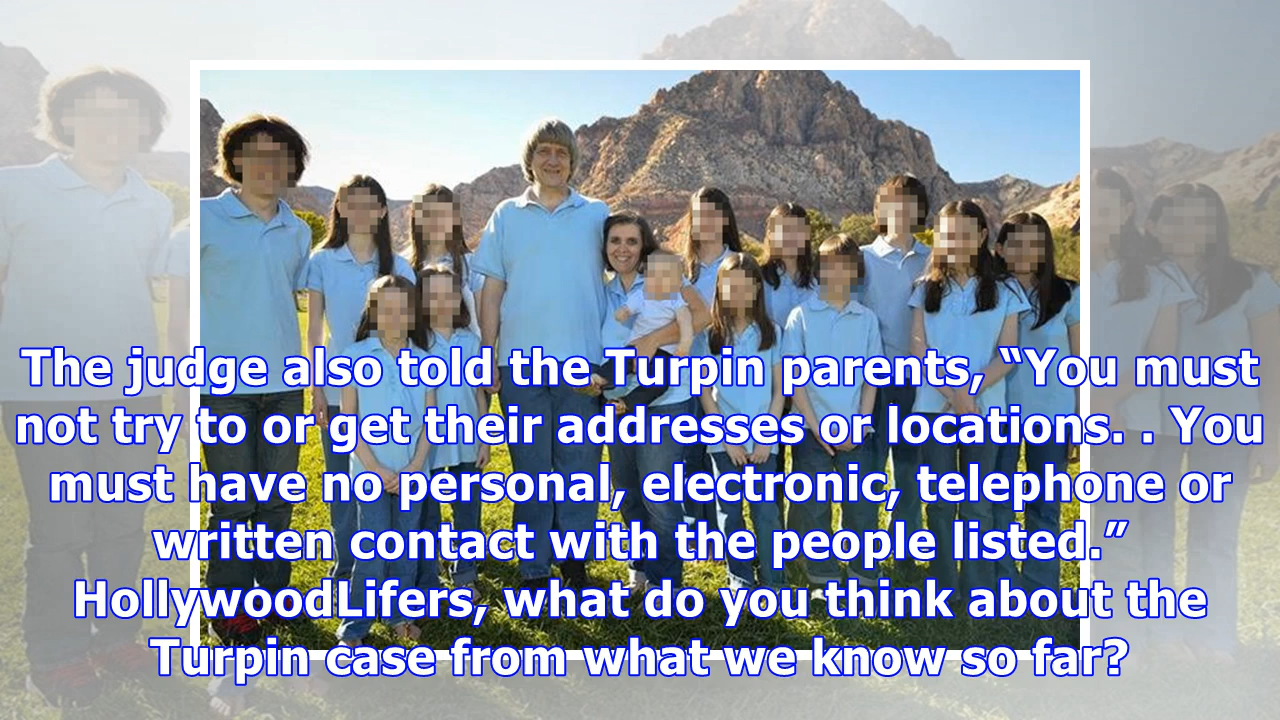 The judge also told the Turpin parents, “You must
not try to or get their addresses or locations. . You
must have no personal, electronic, telephone or
written contact with the people listed.”
HollywoodLifers, what do you think about the
Turpin case from what we know so far?